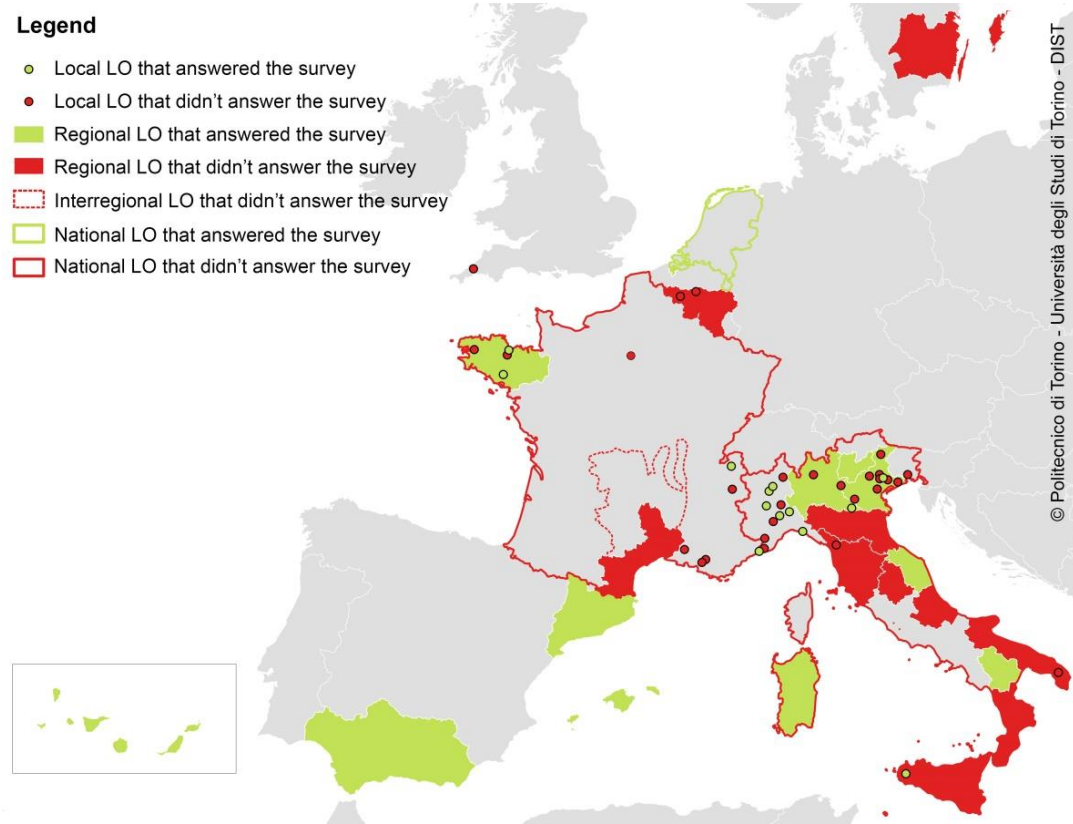 Legend
Local LO that answered the survey
Local LO that didn't answer the survey
Regional LO that answered the survey
Regional LO that didn't answer the survey
Interregional LO that didn't answer the survey
National LO that answered the survey
National LO that didn't answer the survey
© Politecnico di Torino - Università degli Studi di Torino - DIST